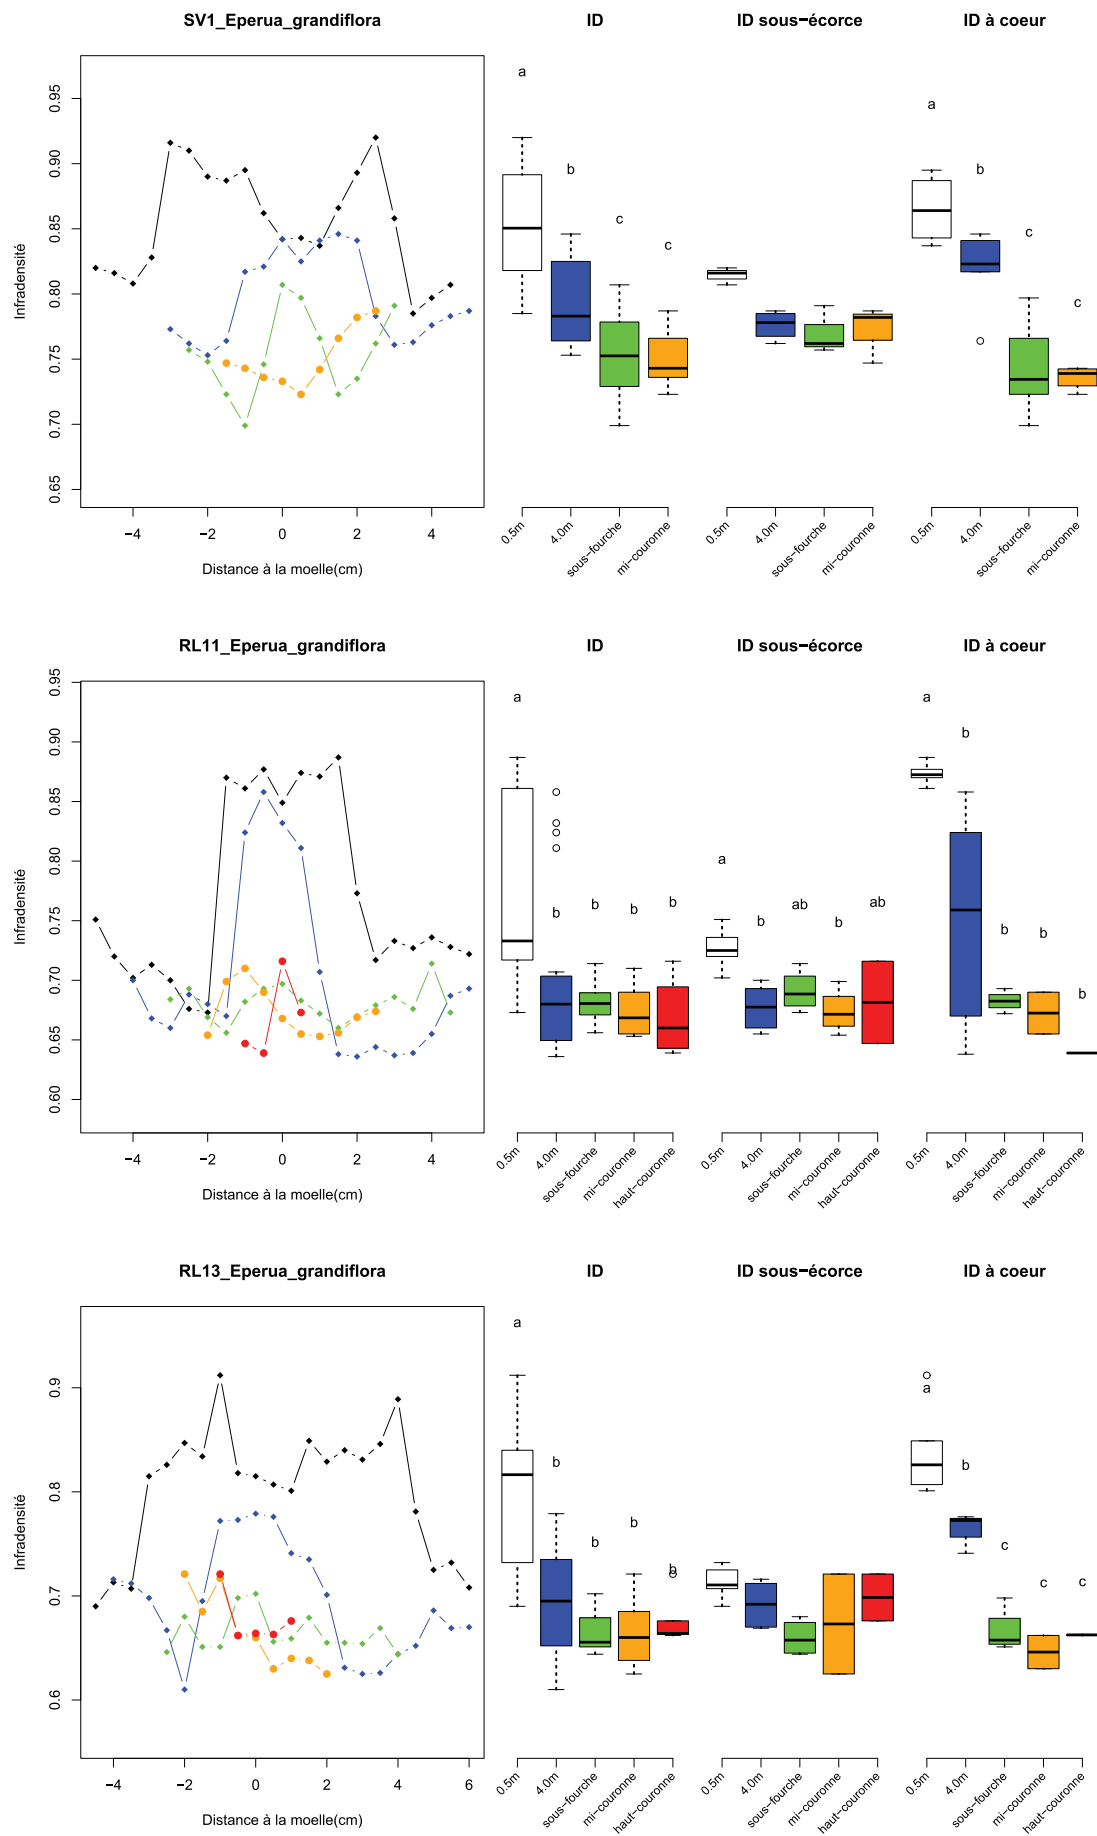 SV1_Eperua_grandiflora
ID
ID sous−écorce
ID à coeur
Infradensité
0.95
0.90
0.85
0.80
0.75
0.70
0.65
−4
−2
0
2
4
Distance à la moelle(cm)
a
b
c
c
0.5m
4.0m
sous−fourche
mi−couronne
0.5m
4.0m
sous−fourche
mi−couronne
a
b
c
c
0.5m
4.0m
sous−fourche
mi−couronne
RL11_Eperua_grandiflora
ID
ID sous−écorce
ID à coeur
Infradensité
0.95
0.90
0.85
0.80
0.75
0.70
0.65
0.60
−4
−2
0
2
4
Distance à la moelle(cm)
a
b
b
b
b
0.5m
4.0m
sous−fourche
mi−couronne
haut−couronne
a
b
ab
b
ab
0.5m
4.0m
sous−fourche
mi−couronne
haut−couronne
a
b
b
b
b
0.5m
4.0m
sous−fourche
mi−couronne
haut−couronne
RL13_Eperua_grandiflora
ID
ID sous−écorce
ID à coeur
Infradensité
0.9
0.8
0.7
0.6
−4
−2
0
2
4
6
Distance à la moelle(cm)
a
b
b
b
b
0.5m
4.0m
sous−fourche
mi−couronne
haut−couronne
0.5m
4.0m
sous−fourche
mi−couronne
haut−couronne
a
b
c
c
c
0.5m
4.0m
sous−fourche
mi−couronne
haut−couronne